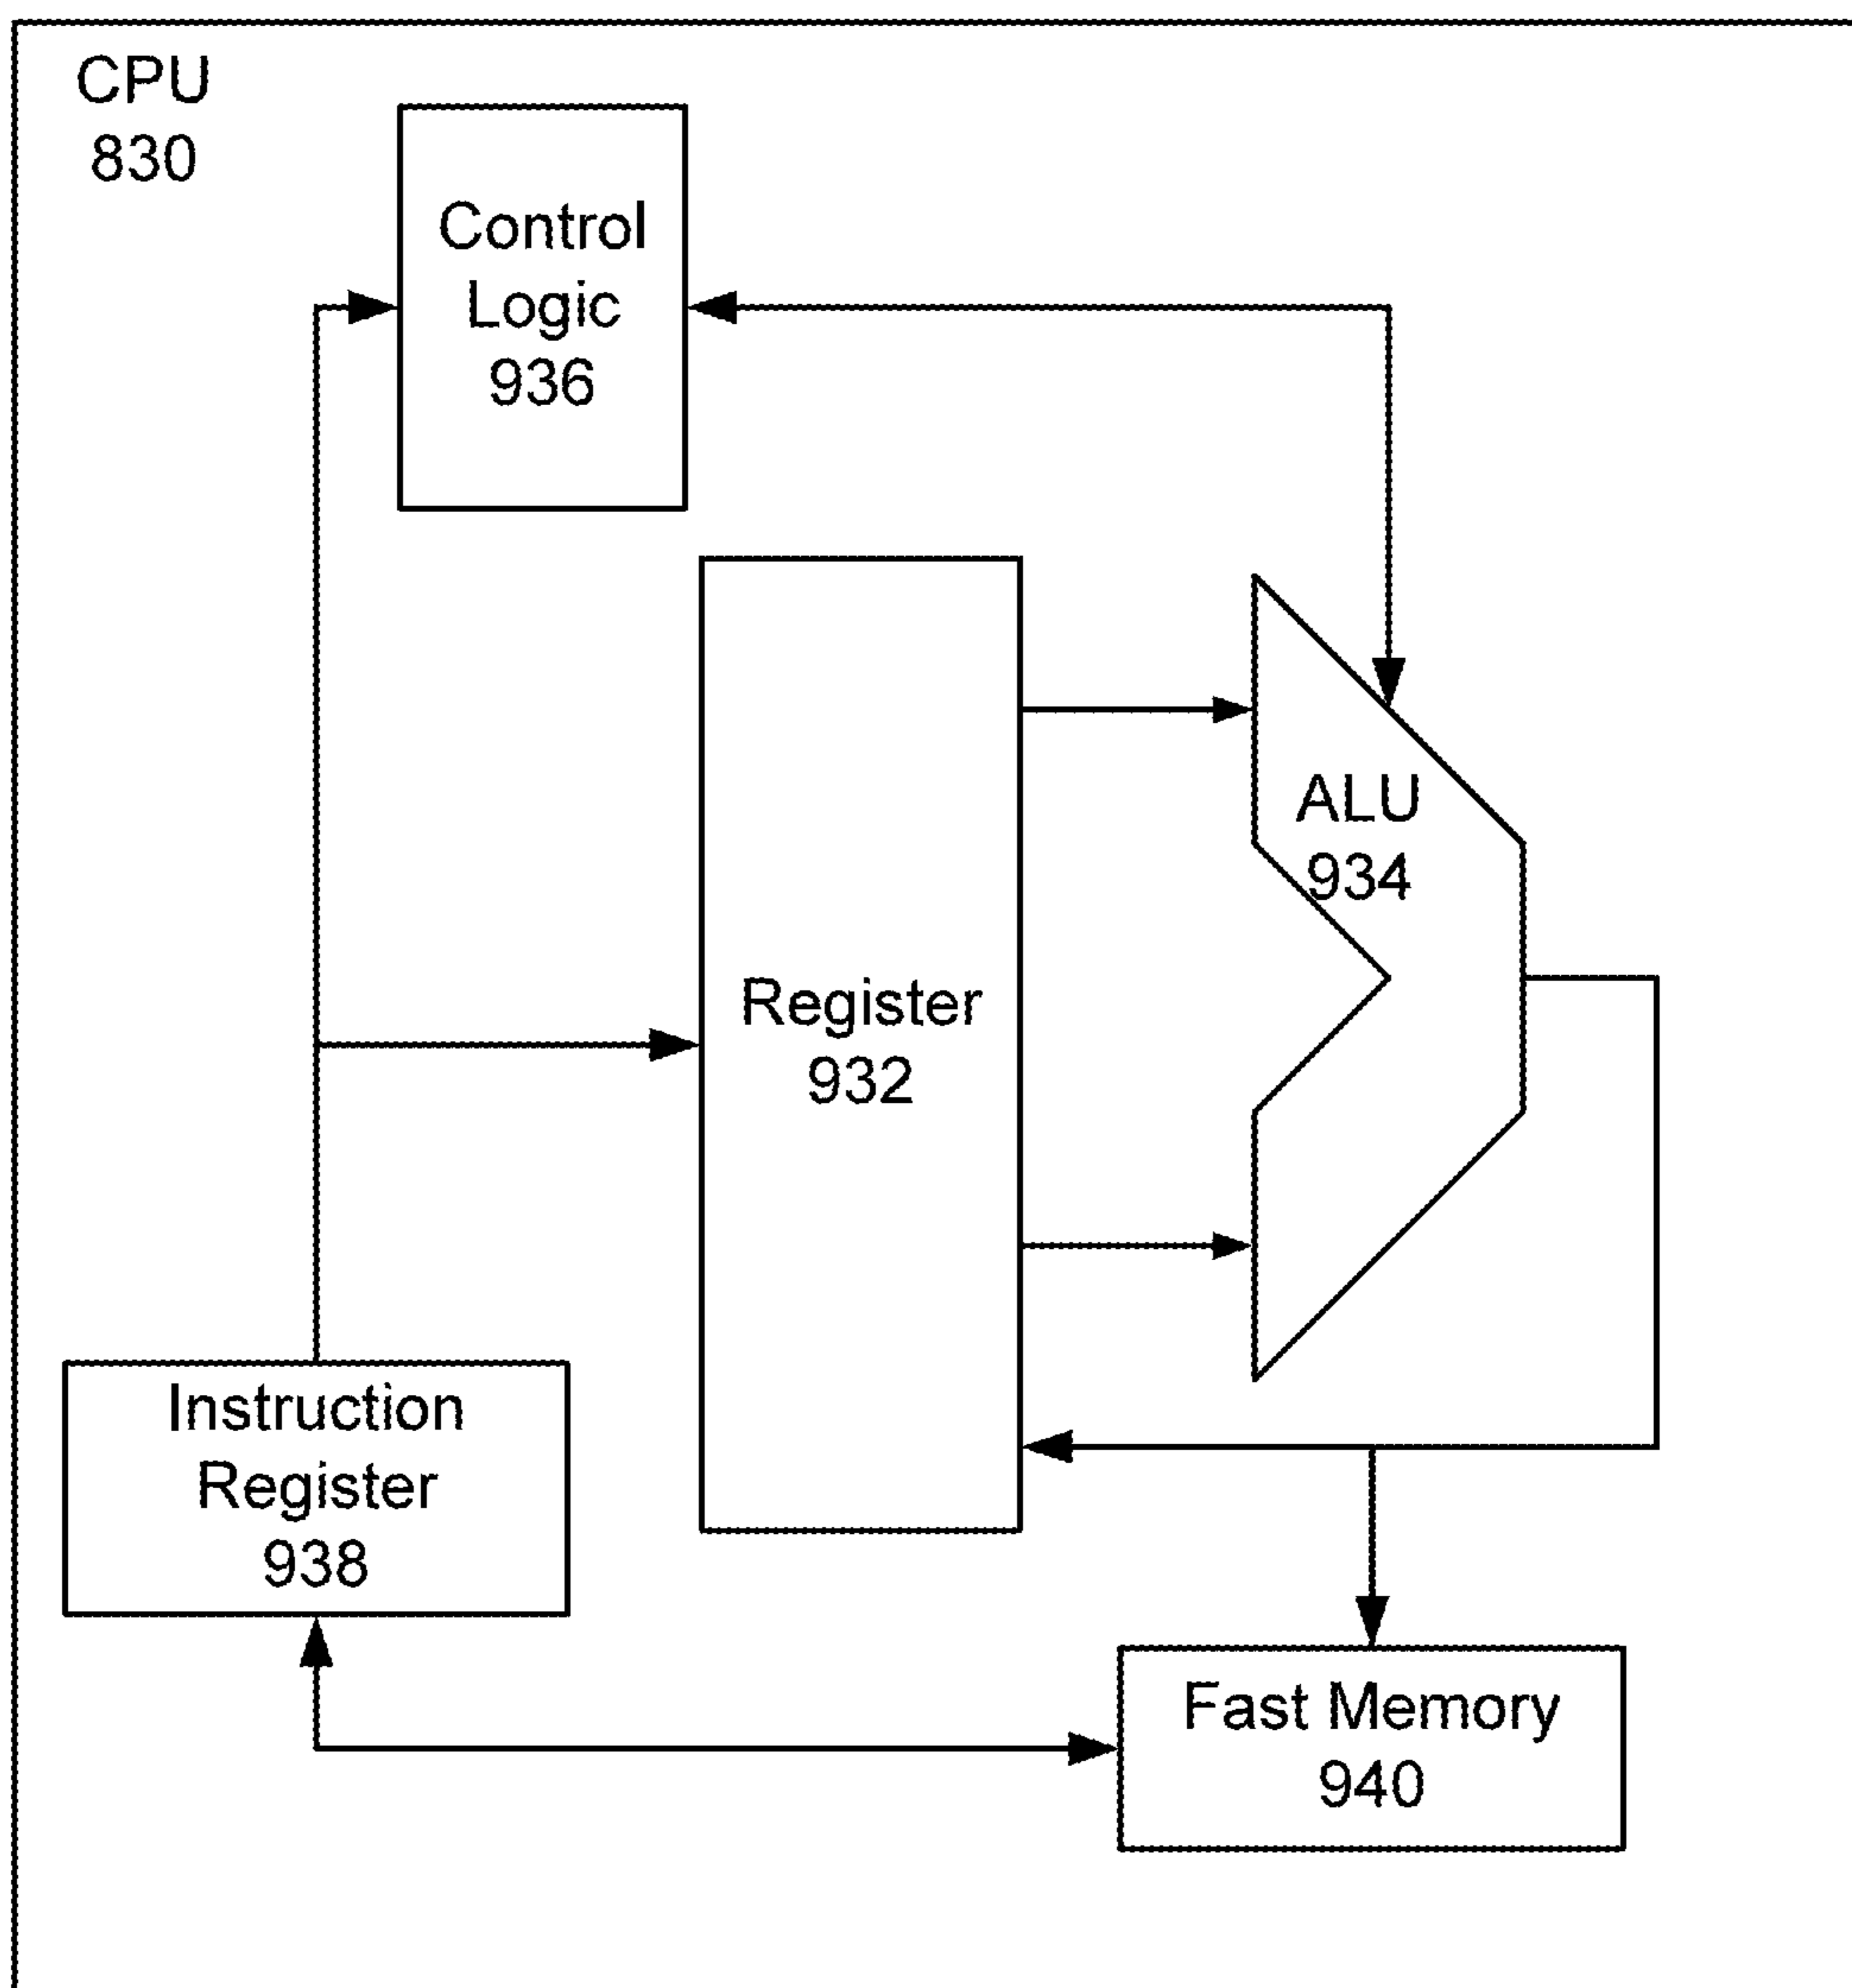 CPU
830
Control
Logic
936
ALU
934
Register
932
Instruction
Register
938
Fast Memory
940